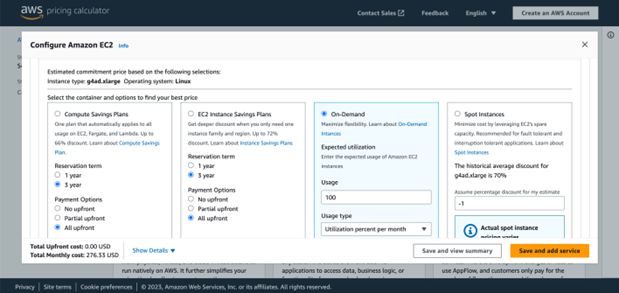 aws pricing calculator
Contact Sales
Feedback
English
Create an AWS Account
Configure Amazon EC2 Info
Estimated commitment price based on the following selections:
Instance type: g4ad.xlarge Operating system: Linux
Select the container and options to find your best price
Compute Savings Plans
One plan that automatically applies to all
usage on EC2, Fargate, and Lambda. Up to
66% discount. Learn about Compute Savings
Plan.
Reservation term
1 year
3 year
Payment Options
No upfront
Partial upfront
All upfront
EC2 Instance Savings Plans
Get deeper discount when you only need one
instance family and region. Up to 72%
discount. Learn about Instance Savings Plans
Reservation term
1 year
3 year
Payment Options
No upfront
Partial upfront
All upfront
On-Demand
Maximize flexibility. Learn about On-Demand
Intances
Expected utilization
Enter the expected usage of Amazon EC2
instances
Usage
100
Usage type
Utilization percent per month
Spot Instances
Minimize cost by leveraging EC2's spare
capacity. Recommended for fault tolerant and
interruption tolerant applications. Learn about
Spot Instances
The historical average discount for
g4ad.xlarge is 70%
Assume percentage discount for my estimate
-1
Actual spot instance
Total Upfront cost: 0.00 USD
Total Monthly cost: 276.33 USD
Show Details
Save and view summary
Save and add service
run natively on AWS. It further simplifies your
applications to access data, business logic, or
use AppFlow, and customers only pay for the
Privacy | Site terms | Cookie preferences | © 2023, Amazon Web Services, Inc. or its affiliates. All rights reserved.